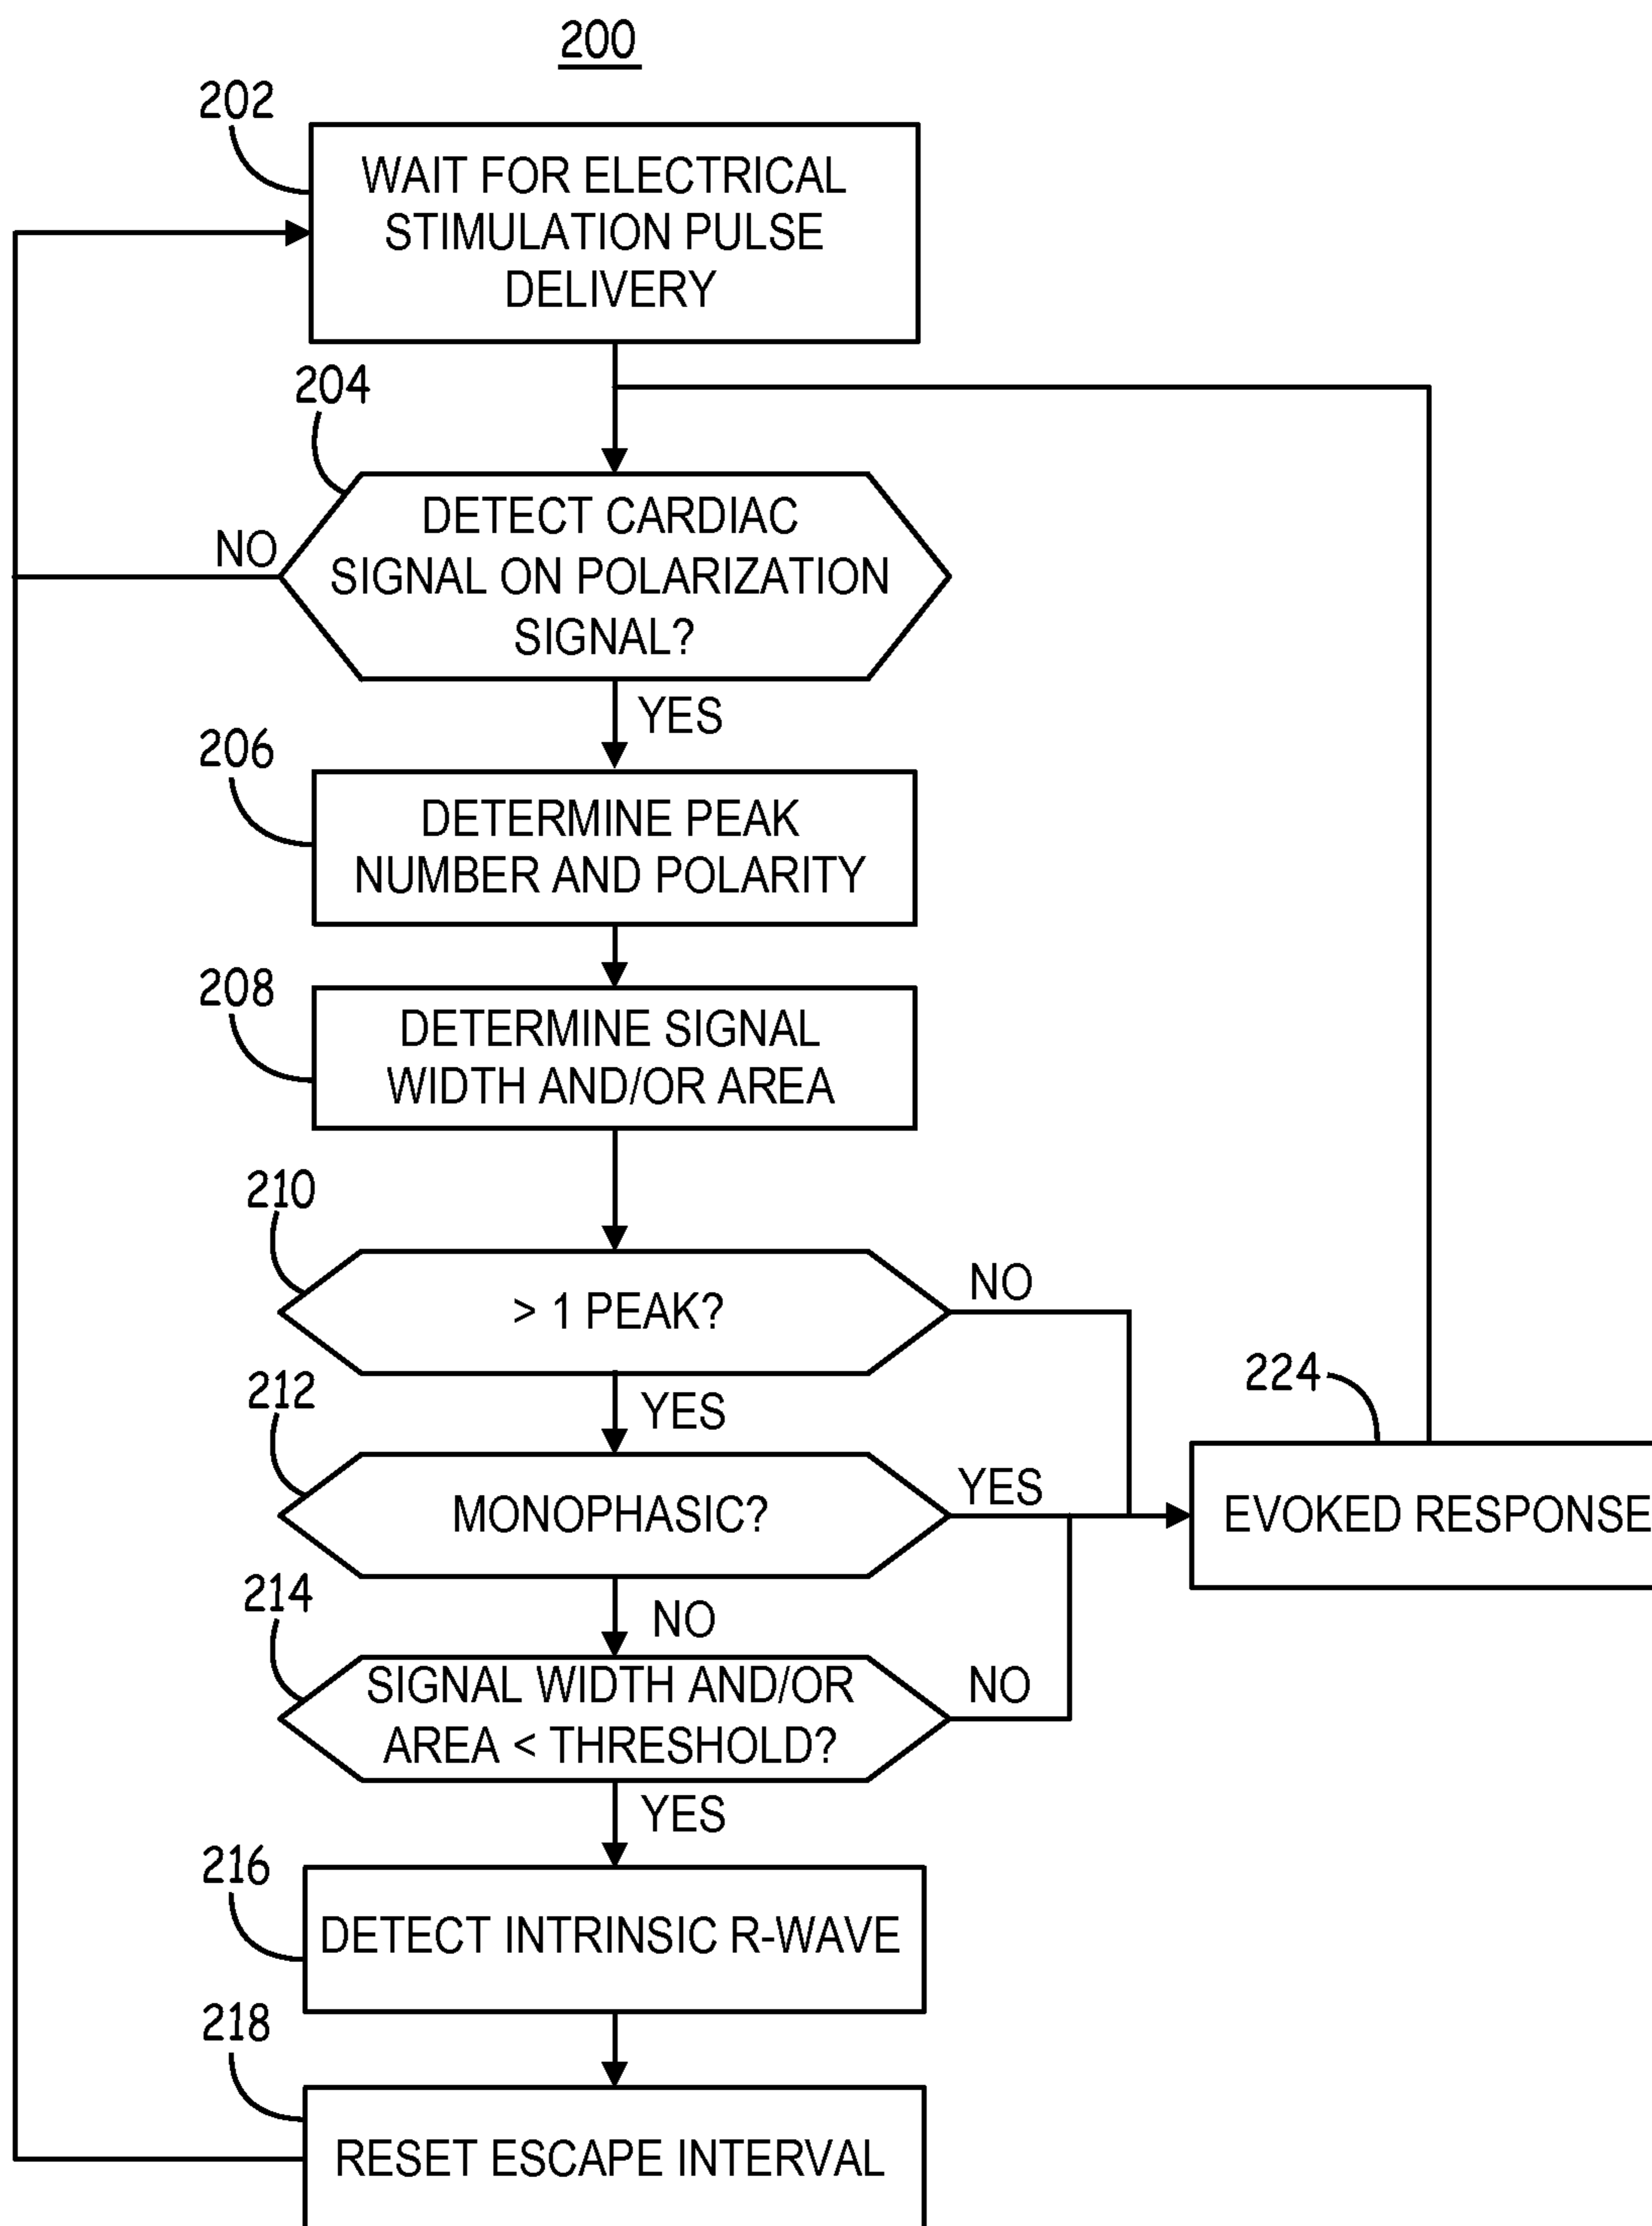 200
202
WAIT FOR ELECTRICAL
STIMULATION PULSE
DELIVERY
204
DETECT CARDIAC
SIGNAL ON POLARIZATION
SIGNAL?
NO
YES
206
DETERMINE PEAK
NUMBER AND POLARITY
208
DETERMINE SIGNAL
WIDTH AND/OR AREA
210
> 1 PEAK?
NO
YES
212
MONOPHASIC?
YES
224
EVOKED RESPONSE
NO
214
SIGNAL WIDTH AND/OR
AREA < THRESHOLD?
NO
YES
216
DETECT INTRINSIC R-WAVE
218
RESET ESCAPE INTERVAL